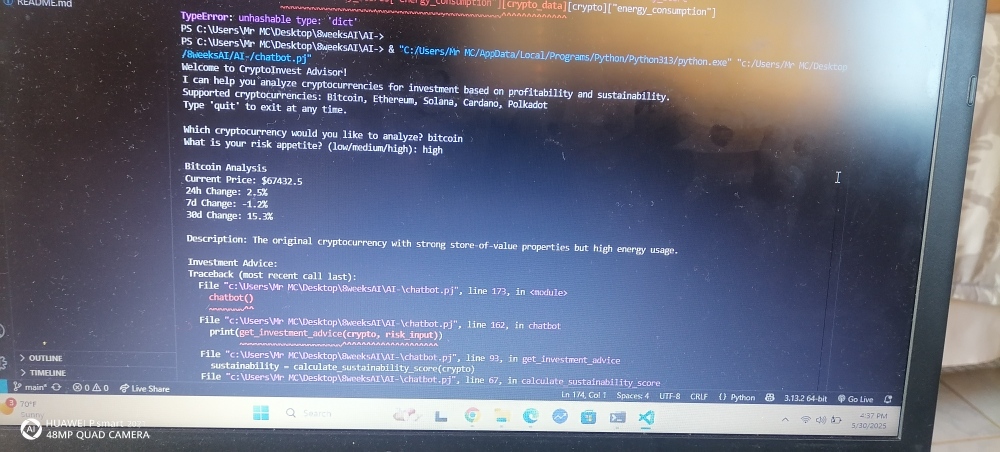 README.md
energy_consumption"][crypto_data][crypto]["energy_consumption"]
TypeError: unhashable type: 'dict'
PS C:\Users\Mr MC\Desktop\8weeksAI\AI->
PS C:\Users\Mr MC\Desktop\8weeksAI\AI-> & "C:/Users/Mr MC/AppData/Local/Programs/Python/Python313/python.exe" "c:/Users/Mr MC/Desktop
/8weeksAI/AI-/chatbot.pj"
Welcome to CryptoInvest Advisor!
I can help you analyze cryptocurrencies for investment based on profitability and sustainability.
Supported cryptocurrencies: Bitcoin, Ethereum, Solana, Cardano, Polkadot
Type 'quit' to exit at any time.
Which cryptocurrency would you like to analyze? bitcoin
What is your risk appetite? (low/medium/high): high
Bitcoin Analysis
Current Price: $67432.5
24h Change: 2.5%
7d Change: -1.2%
30d Change: 15.3%
Description: The original cryptocurrency with strong store-of-value properties but high energy usage.
Investment Advice:
Traceback (most recent call last):
File "c:\Users\Mr MC\Desktop\8weeksAI\AI-\chatbot.pj", line 173, in <module>
chatbot()
File "c:\Users\Mr MC\Desktop\8weeksAI\AI-\chatbot.pj", line 162, in chatbot
print(get_investment_advice(crypto, risk_input))
File "c:\Users\Mr MC\Desktop\8weeksAI\AI-\chatbot.pj", line 93, in get_investment_advice
sustainability = calculate_sustainability_score(crypto)
File "c:\Users\Mr MC\Desktop\8weeksAI\AI-\chatbot.pj", line 67, in calculate_sustainability_score
OUTLINE
TIMELINE
main* 0 0 Live Share Ln 174, Col 1 Spaces: 4 UTF-8 CRLF {} Python 3.13.2 64-bit Go Live
3 70°F
Sunny
Search
4:37 PM
5/30/2025
AI HUAWEI P smart
48MP QUAD CAMERA